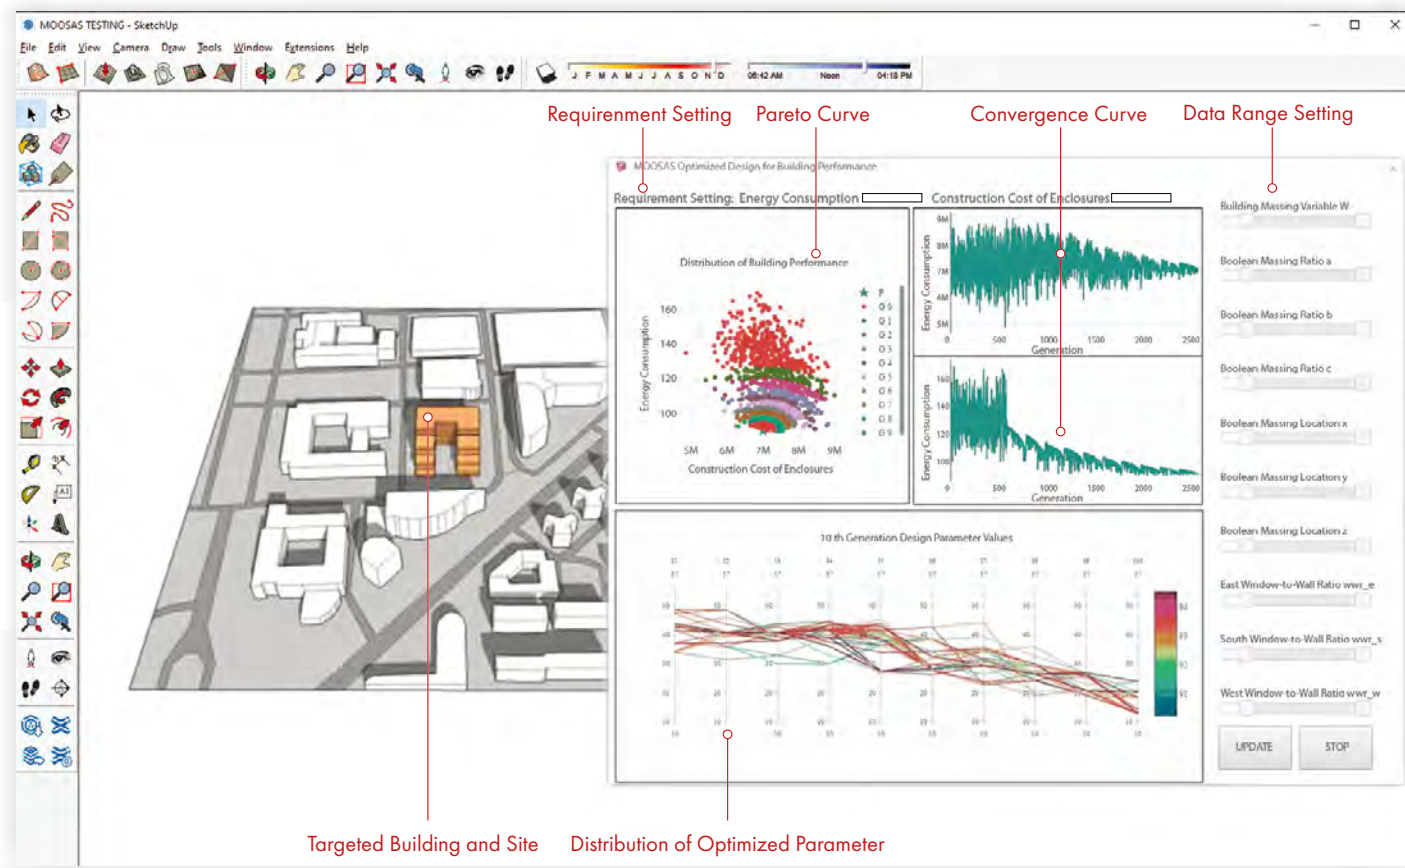 MOOSAS TESTING - SketchUp
File Edit View Camera Draw Tools Window Extensions Help
J F M A M J J A S O N D 06:42 AM Noon 04:18 PM
Requirenment Setting Pareto Curve Convergence Curve Data Range Setting
MOOSAS Optimized Design for Building Performance
Requirement Setting: Energy Consumption Construction Cost of Enclosures
Distribution of Building Performance
Energy Consumption
160
140
120
100
5M 6M 7M 8M 9M
Construction Cost of Enclosures
P
G 0
G 1
G 2
G 3
G 4
G 5
G 6
G 7
G 8
G 9
Energy Consumption
9M
8M
7M
6M
5M
0 500 1000 1500 2000 2500
Generation
Energy Consumption
160
140
120
100
0 500 1000 1500 2000 2500
Generation
10 th Generation Design Parameter Values
Building Massing Variable W
Boolean Massing Ratio a
Boolean Massing Ratio b
Boolean Massing Ratio c
Boolean Massing Location x
Boolean Massing Location y
Boolean Massing Location z
East Window-to-Wall Ratio wwr_e
South Window-to-Wall Ratio wwr_s
West Window-to-Wall Ratio wwr_w
UPDATE STOP
Targeted Building and Site Distribution of Optimized Parameter